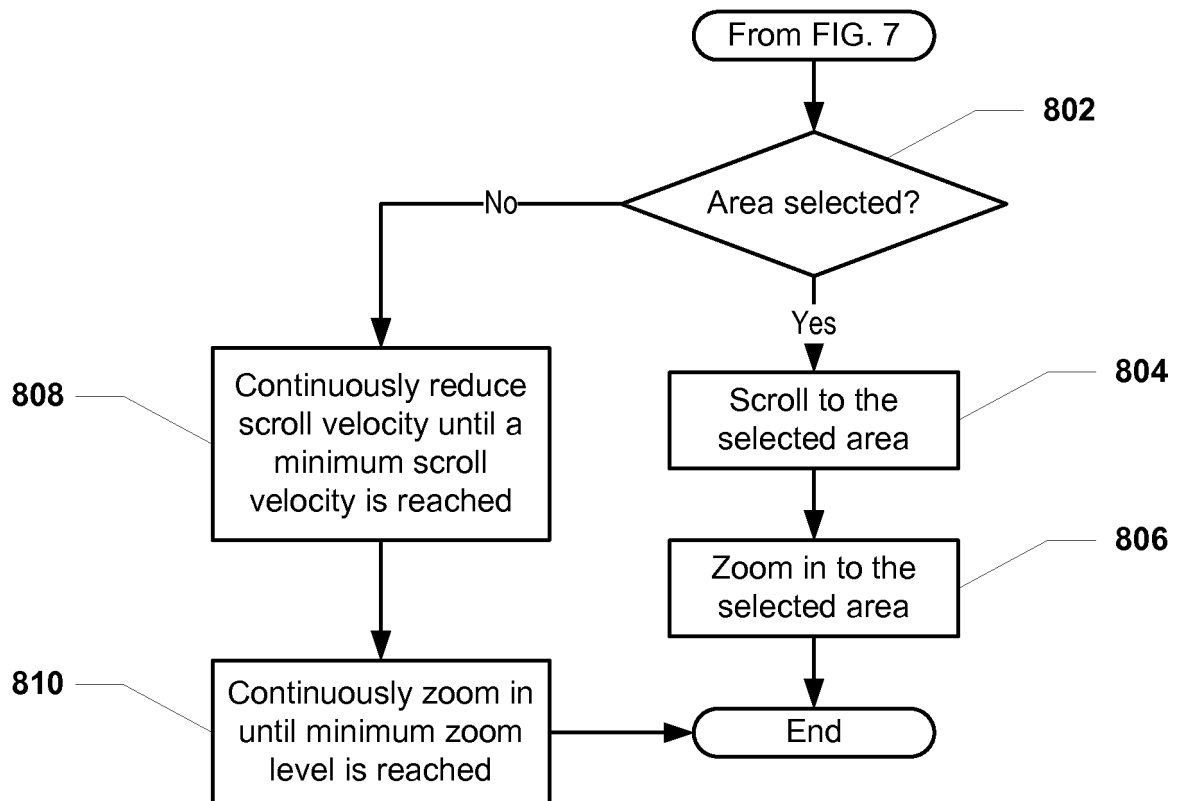 From FIG. 7
802
Area selected?
No
Yes
808
Continuously reduce
scroll velocity until a
minimum scroll
velocity is reached
804
Scroll to the
selected area
806
Zoom in to the
selected area
810
Continuously zoom in
until minimum zoom
level is reached
End